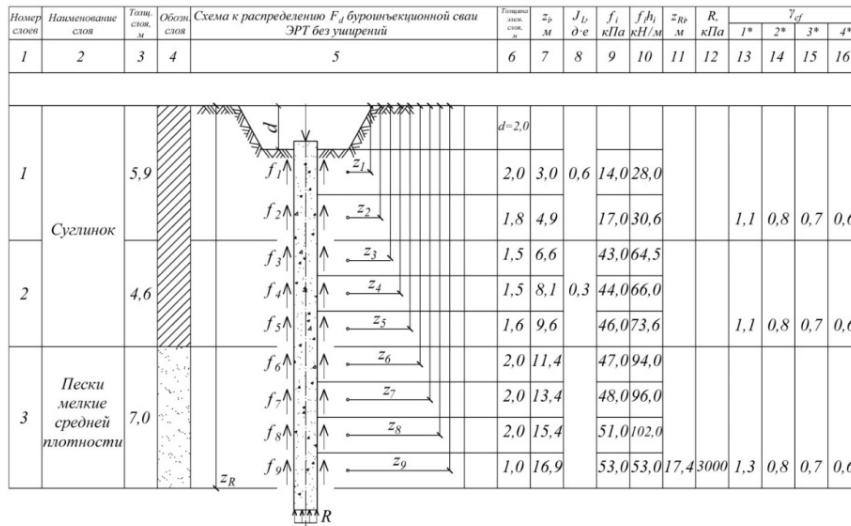 Номер слоев Наименование слоя Толщ. слоя, м Обозн. слоя Схема к распределению F_d буроинъекционной сваи ЭРТ без уширений Толщина элем. слоя, м z_i, м J_L, д·е f_i кПа f_i h_i кН/м z_R, м R, кПа γ_cf
1* 2* 3* 4*
1 2 3 4 5 6 7 8 9 10 11 12 13 14 15 16
d d=2,0
1 5,9 f_1 z_1 2,0 3,0 0,6 14,0 28,0
f_2 z_2 1,8 4,9 17,0 30,6 1,1 0,8 0,7 0,6
Суглинок
f_3 z_3 1,5 6,6 43,0 64,5
2 4,6 f_4 z_4 1,5 8,1 0,3 44,0 66,0
f_5 z_5 1,6 9,6 46,0 73,6 1,1 0,8 0,7 0,6
f_6 z_6 2,0 11,4 47,0 94,0
3 Пески мелкие средней плотности 7,0 f_7 z_7 2,0 13,4 48,0 96,0
f_8 z_8 2,0 15,4 51,0 102,0
z_R f_9 z_9 1,0 16,9 53,0 53,0 17,4 3000 1,3 0,8 0,7 0,6
R